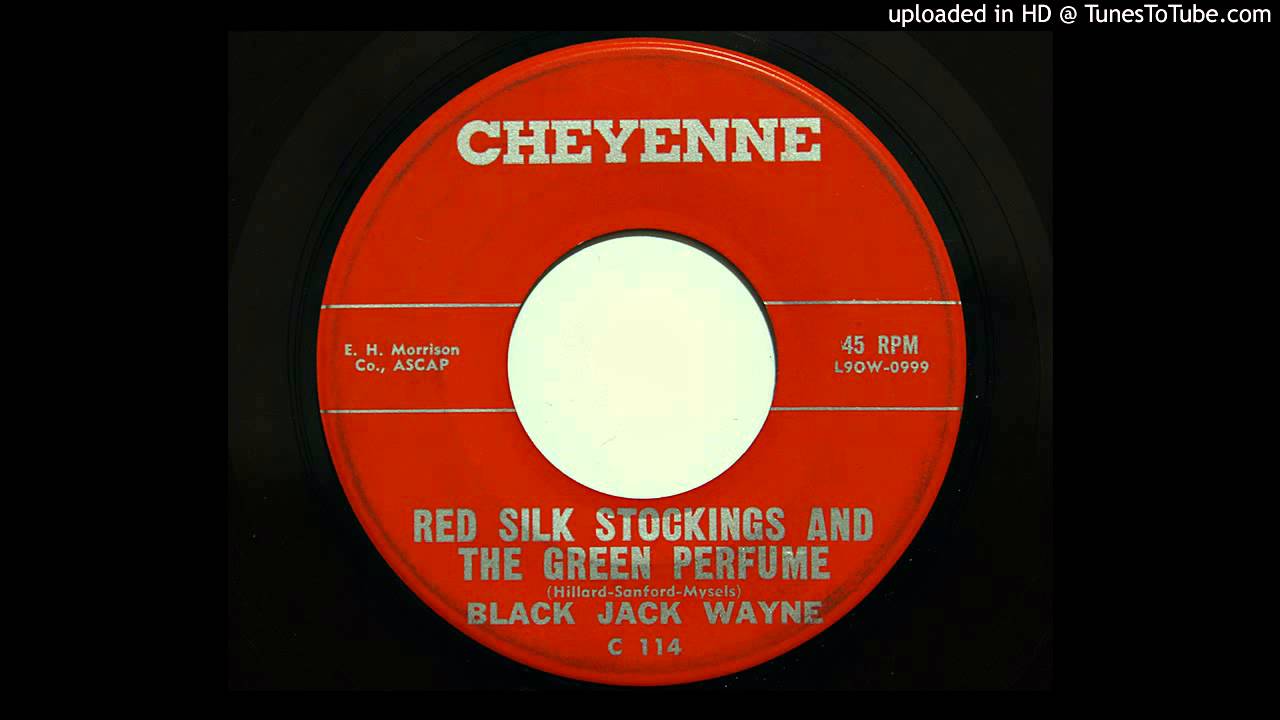 uploaded in HD @ TunesToTube.com
CHEYENNE
E. H. Morrison
Co., ASCAP
45 RPM
L9OW-0999
RED SILK STOCKINGS AND
THE GREEN PERFUME
(Hillard-Sanford-Mysels)
BLACK JACK WAYNE
C 114